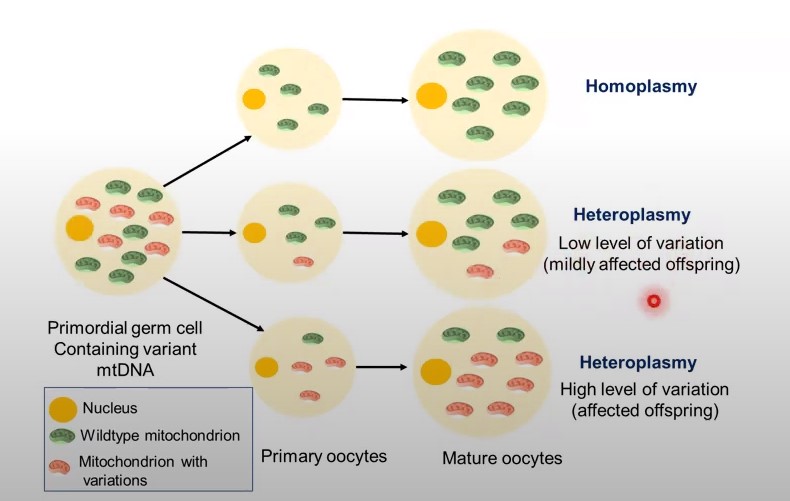 Homoplasmy
Heteroplasmy
Low level of variation
(mildly affected offspring)
Primordial germ cell
Containing variant
mtDNA
Heteroplasmy
High level of variation
(affected offspring)
Nucleus
Wildtype mitochondrion
Mitochondrion with
variations
Primary oocytes
Mature oocytes